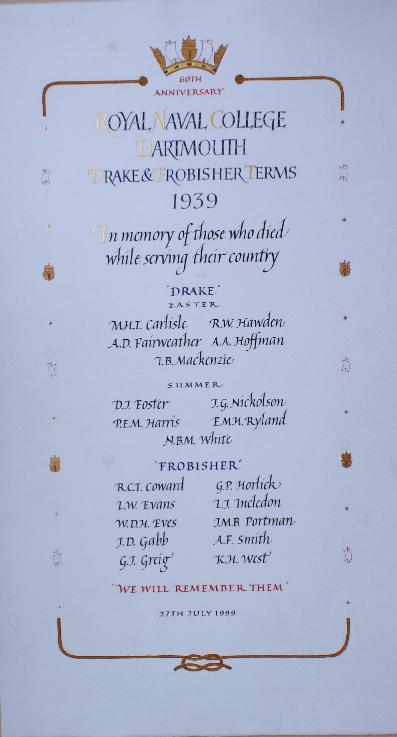 60TH
ANNIVERSARY
ROYAL NAVAL COLLEGE
DARTMOUTH
DRAKE & FROBISHER TERMS
1939
In memory of those who died
while serving their country
"DRAKE"
EASTER
M.H.T. Carlisle R.W. Hawden
A.D. Fairweather A.A. Hoffman
I.B. Mackenzie
SUMMER
D.J. Foster J.G. Nickolson
P.E.M. Harris E.M.H. Ryland
N.B.M. White
"FROBISHER"
R.C.T. Coward G.P. Horlick
L.W. Evans L.J. Incledon
W.D.H. Eves J.M.B. Portman
J.D. Gabb A.F. Smith
G.J. Greig K.H. West
"WE WILL REMEMBER THEM"
27TH JULY 1999